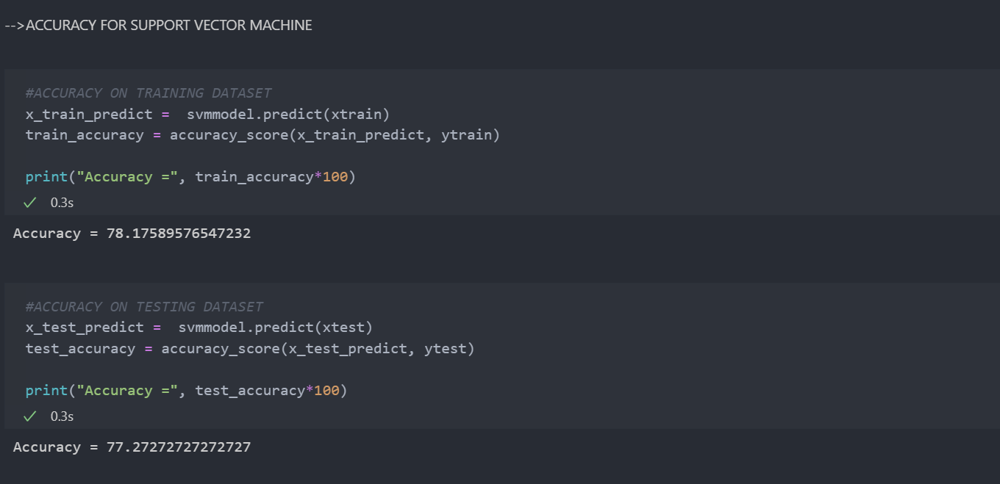 -->ACCURACY FOR SUPPORT VECTOR MACHINE
#ACCURACY ON TRAINING DATASET
x_train_predict =  svmmodel.predict(xtrain)
train_accuracy = accuracy_score(x_train_predict, ytrain)
print("Accuracy =", train_accuracy*100)
✓ 0.3s
Accuracy = 78.17589576547232
#ACCURACY ON TESTING DATASET
x_test_predict =  svmmodel.predict(xtest)
test_accuracy = accuracy_score(x_test_predict, ytest)
print("Accuracy =", test_accuracy*100)
✓ 0.3s
Accuracy = 77.27272727272727